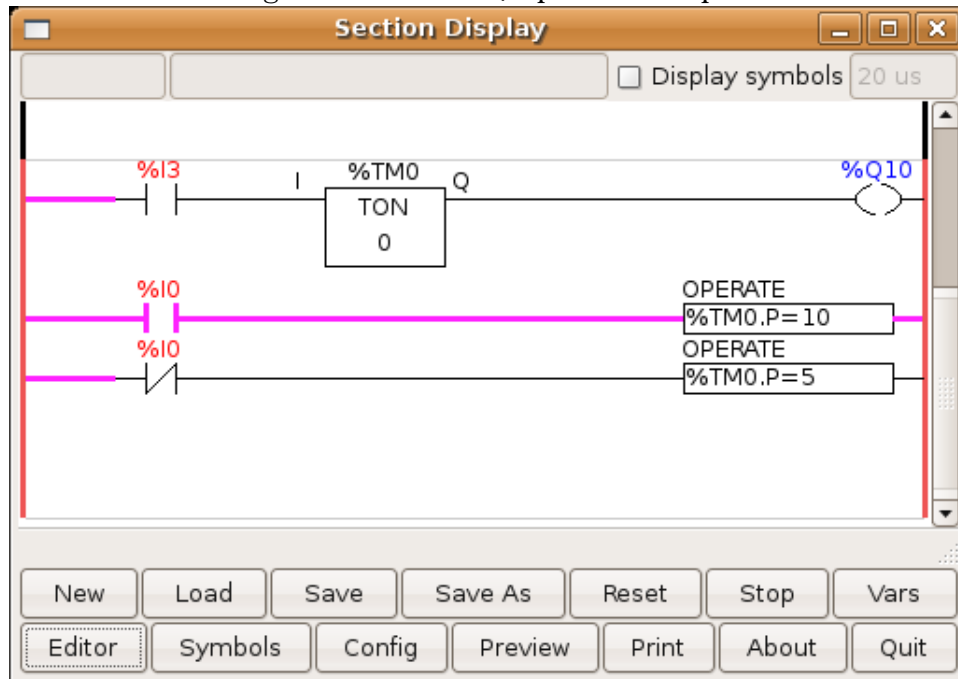 Section Display
Display symbols 20 us
%I3 %TM0 %Q10
I Q
TON
0
%I0 OPERATE
%TM0.P=10
%I0 OPERATE
%TM0.P=5
New Load Save Save As Reset Stop Vars
Editor Symbols Config Preview Print About Quit